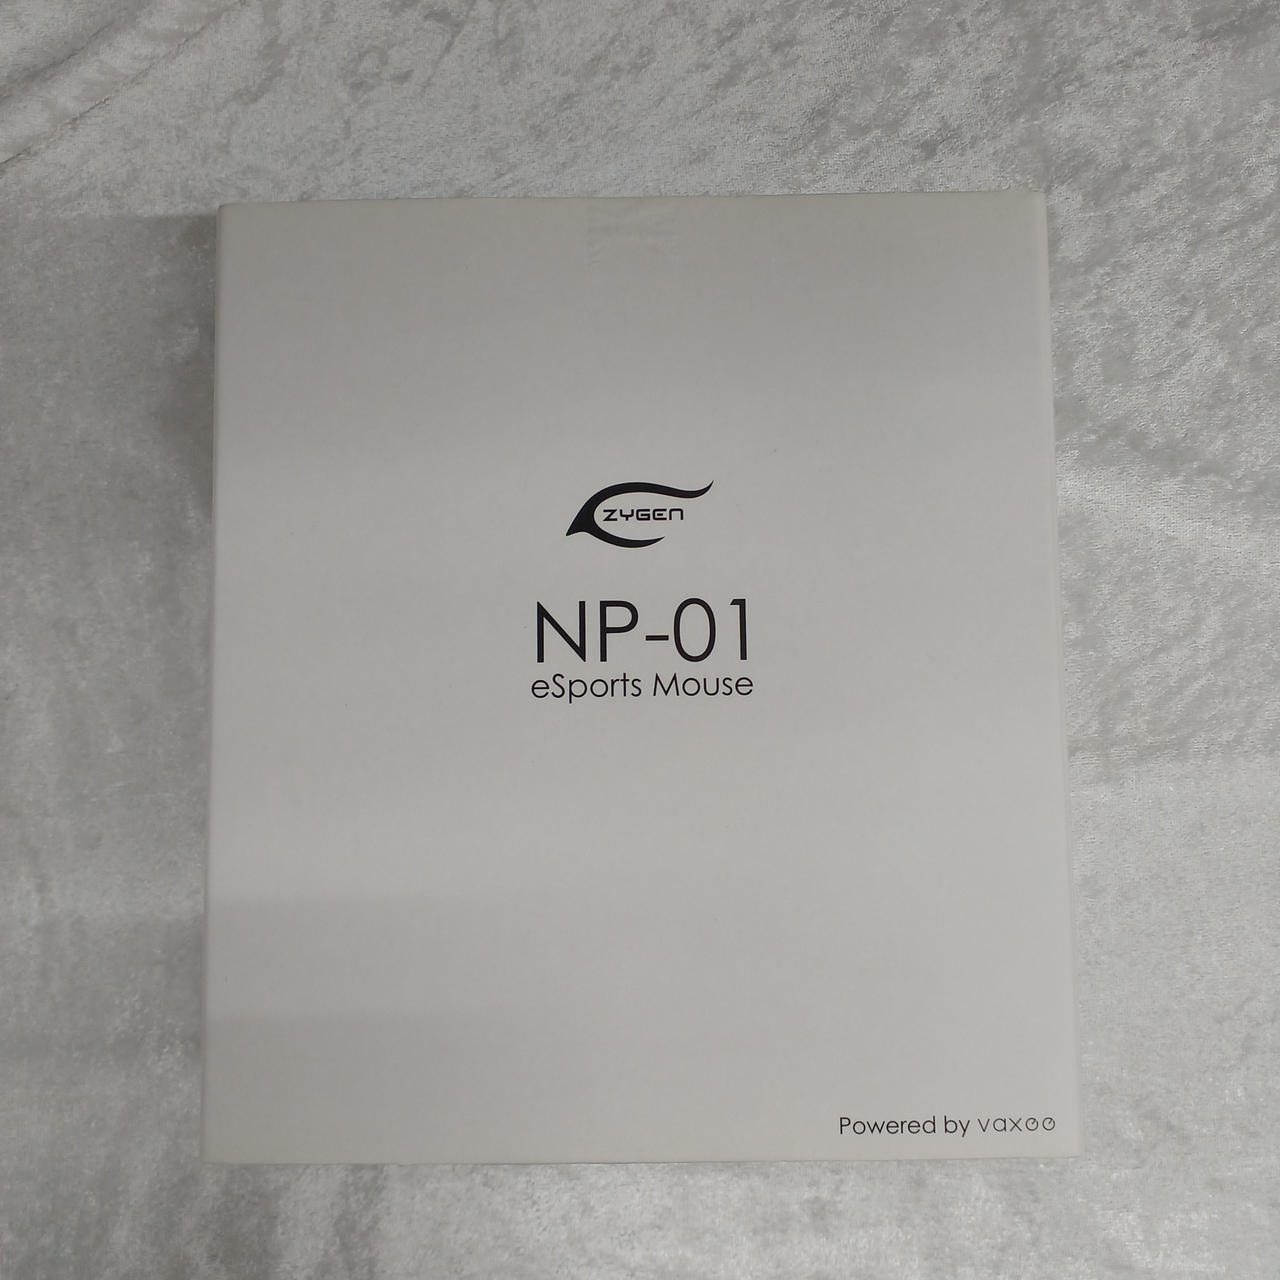 ZYGEN
NP-01
eSports Mouse
Powered by vaxee